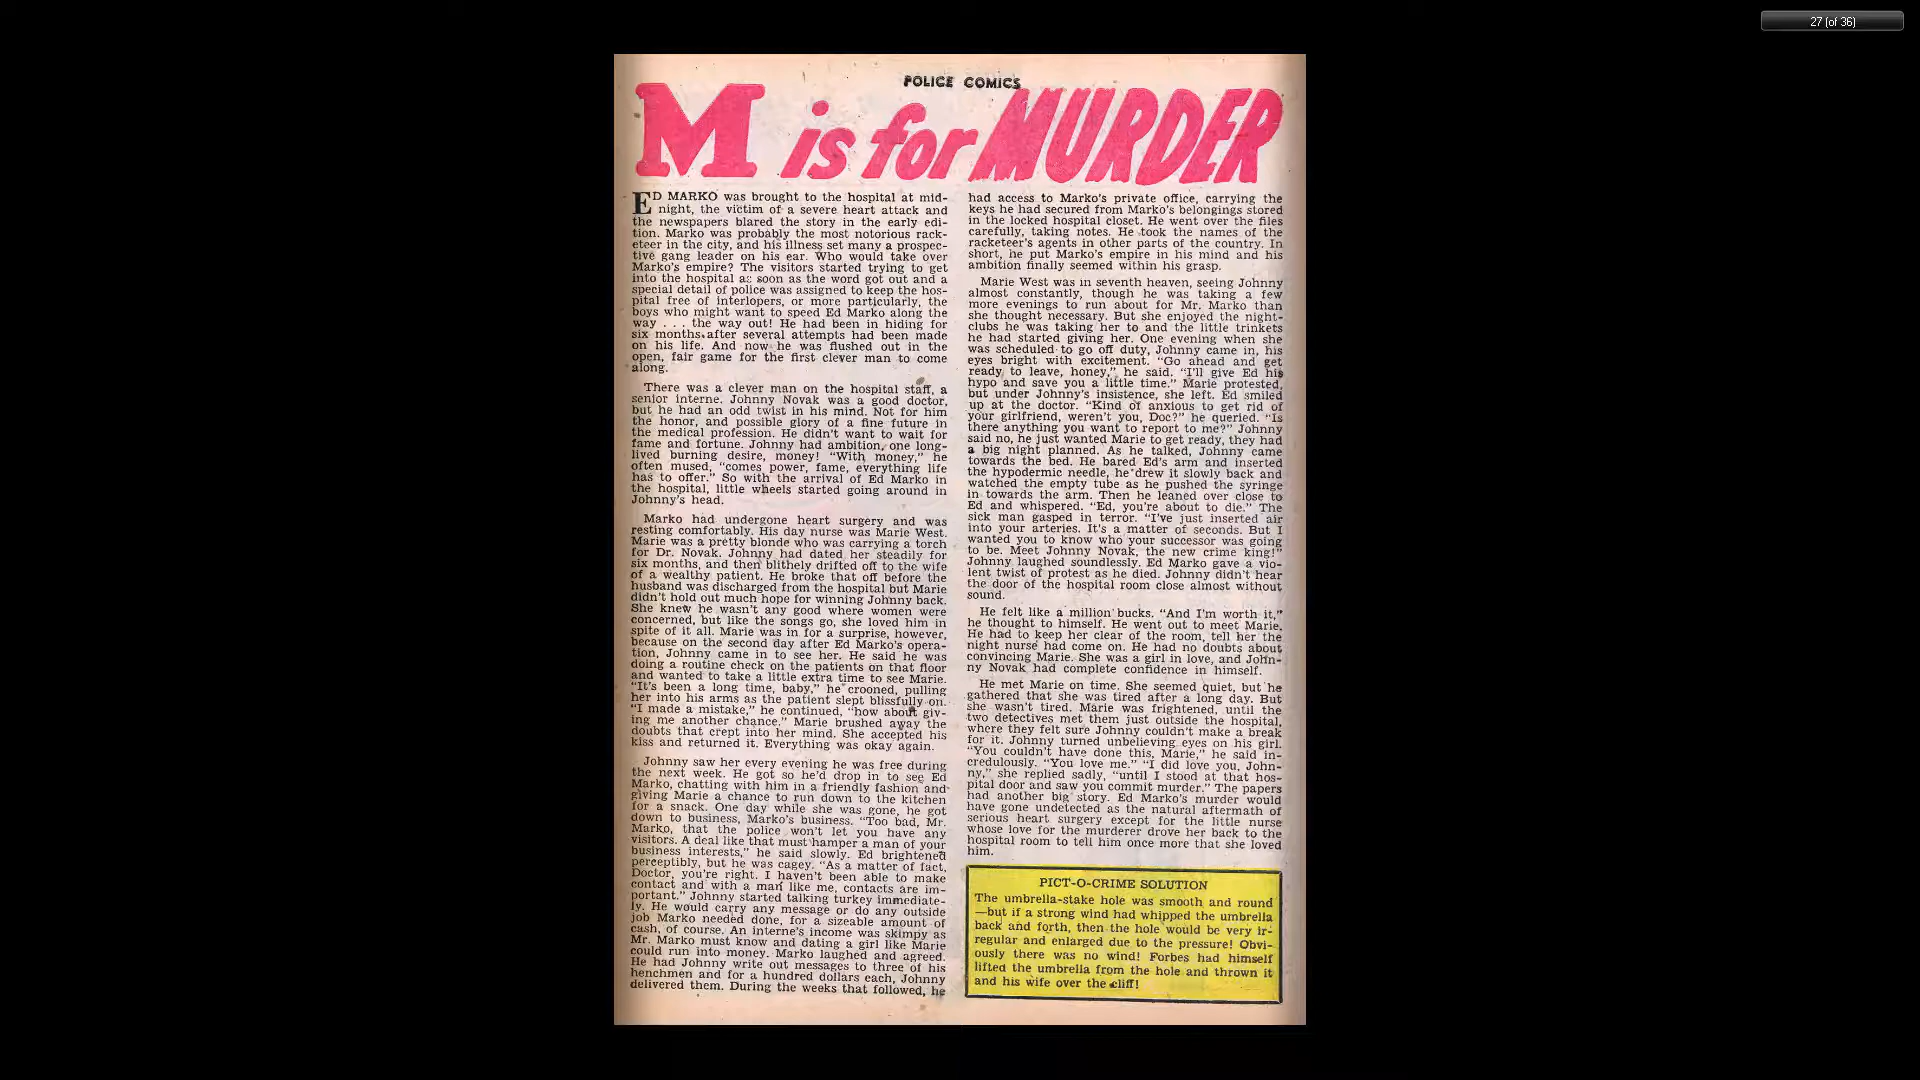 27 (of 36)
POLICE COMICS
M is for MURDER
ED MARKO was brought to the hospital at mid-
night, the victim of a severe heart attack and
the newspapers blared the story in the early edi-
tion. Marko was probably the most notorious rack-
eteer in the city, and his illness set many a prospec-
tive gang leader on his ear. Who would take over
Marko's empire? The visitors started trying to get
into the hospital as soon as the word got out and a
special detail of police was assigned to keep the hos-
pital free of interlopers, or more particularly, the
boys who might want to speed Ed Marko along the
way . . . the way out! He had been in hiding for
six months after several attempts had been made
on his life. And now he was flushed out in the
open, fair game for the first clever man to come
along.
There was a clever man on the hospital staff, a
senior interne. Johnny Novak was a good doctor,
but he had an odd twist in his mind. Not for him
the honor, and possible glory of a fine future in
the medical profession. He didn't want to wait for
fame and fortune. Johnny had ambition, one long-
lived burning desire, money! "With money," he
often mused, "comes power, fame, everything life
has to offer." So with the arrival of Ed Marko in
the hospital, little wheels started going around in
Johnny's head.
Marko had undergone heart surgery and was
resting comfortably. His day nurse was Marie West.
Marie was a pretty blonde who was carrying a torch
for Dr. Novak. Johnny had dated her steadily for
six months, and then blithely drifted off to the wife
of a wealthy patient. He broke that off before the
husband was discharged from the hospital but Marie
didn't hold out much hope for winning Johnny back.
She knew he wasn't any good where women were
concerned, but like the songs go, she loved him in
spite of it all. Marie was in for a surprise, however,
because on the second day after Ed Marko's opera-
tion, Johnny came in to see her. He said he was
doing a routine check on the patients on that floor
and wanted to take a little extra time to see Marie.
"It's been a long time, baby," he crooned, pulling
her into his arms as the patient slept blissfully on.
"I made a mistake," he continued, "how about giv-
ing me another chance." Marie brushed away the
doubts that crept into her mind. She accepted his
kiss and returned it. Everything was okay again.
Johnny saw her every evening he was free during
the next week. He got so he'd drop in to see Ed
Marko, chatting with him in a friendly fashion and
giving Marie a chance to run down to the kitchen
for a snack. One day while she was gone, he got
down to business, Marko's business. "Too bad, Mr.
Marko, that the police won't let you have any
visitors. A deal like that must hamper a man of your
business interests," he said slowly. Ed brightened
perceptibly, but he was cagey. "As a matter of fact,
Doctor, you're right. I haven't been able to make
contact and with a man like me, contacts are im-
portant." Johnny started talking turkey immediate-
ly. He would carry any message or do any outside
job Marko needed done, for a sizeable amount of
cash, of course. An interne's income was skimpy as
Mr. Marko must know and dating a girl like Marie
could run into money. Marko laughed and agreed.
He had Johnny write out messages to three of his
henchmen and for a hundred dollars each, Johnny
delivered them. During the weeks that followed, he
had access to Marko's private office, carrying the
keys he had secured from Marko's belongings stored
in the locked hospital closet. He went over the files
carefully, taking notes. He took the names of the
racketeer's agents in other parts of the country. In
short, he put Marko's empire in his mind and his
ambition finally seemed within his grasp.
Marie West was in seventh heaven, seeing Johnny
almost constantly, though he was taking a few
more evenings to run about for Mr. Marko than
she thought necessary. But she enjoyed the night-
clubs he was taking her to and the little trinkets
he had started giving her. One evening when she
was scheduled to go off duty, Johnny came in, his
eyes bright with excitement. "Go ahead and get
ready to leave, honey," he said. "I'll give Ed his
hypo and save you a little time." Marie protested,
but under Johnny's insistence, she left. Ed smiled
up at the doctor. "Kind of anxious to get rid of
your girlfriend, weren't you, Doc?" he queried. "Is
there anything you want to report to me?" Johnny
said no, he just wanted Marie to get ready, they had
a big night planned. As he talked, Johnny came
towards the bed. He bared Ed's arm and inserted
the hypodermic needle, he drew it slowly back and
watched the empty tube as he pushed the syringe
in towards the arm. Then he leaned over close to
Ed and whispered. "Ed, you're about to die." The
sick man gasped in terror. "I've just inserted air
into your arteries. It's a matter of seconds. But I
wanted you to know who your successor was going
to be. Meet Johnny Novak, the new crime king!"
Johnny laughed soundlessly. Ed Marko gave a vio-
lent twist of protest as he died. Johnny didn't hear
the door of the hospital room close almost without
sound.
He felt like a million bucks. "And I'm worth it,"
he thought to himself. He went out to meet Marie.
He had to keep her clear of the room, tell her the
night nurse had come on. He had no doubts about
convincing Marie. She was a girl in love, and John-
ny Novak had complete confidence in himself.
He met Marie on time. She seemed quiet, but he
gathered that she was tired after a long day. But
she wasn't tired. Marie was frightened, until the
two detectives met them just outside the hospital,
where they felt sure Johnny couldn't make a break
for it. Johnny turned unbelieving eyes on his girl.
"You couldn't have done this, Marie," he said in-
credulously. "You love me." "I did love you, John-
ny," she replied sadly, "until I stood at that hos-
pital door and saw you commit murder." The papers
had another big story. Ed Marko's murder would
have gone undetected as the natural aftermath of
serious heart surgery except for the little nurse
whose love for the murderer drove her back to the
hospital room to tell him once more that she loved
him.
PICT-O-CRIME SOLUTION
The umbrella-stake hole was smooth and round
—but if a strong wind had whipped the umbrella
back and forth, then the hole would be very ir-
regular and enlarged due to the pressure! Obvi-
ously there was no wind! Forbes had himself
lifted the umbrella from the hole and thrown it
and his wife over the cliff!